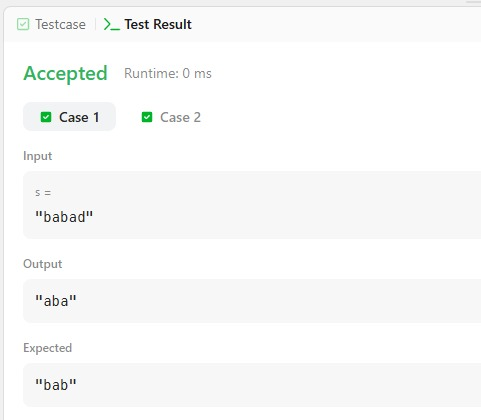 Testcase
Test Result
Accepted Runtime: 0 ms
Case 1 Case 2
Input
s =
"babad"
Output
"aba"
Expected
"bab"